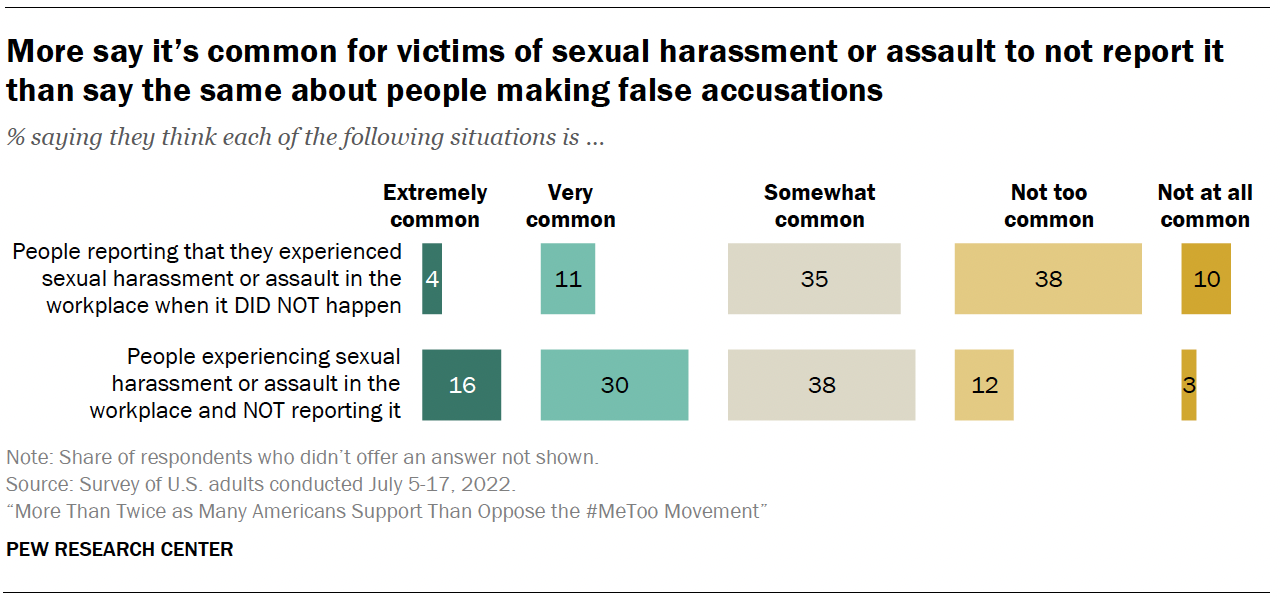 More say it's common for victims of sexual harassment or assault to not report it
than say the same about people making false accusations
% saying they think each of the following situations is ...
Extremely common
Very common
Somewhat common
Not too common
Not at all common
People reporting that they experienced
sexual harassment or assault in the
workplace when it DID NOT happen
4 11 35 38 10
People experiencing sexual
harassment or assault in the
workplace and NOT reporting it
16 30 38 12 3
Note: Share of respondents who didn't offer an answer not shown.
Source: Survey of U.S. adults conducted July 5-17, 2022.
“More Than Twice as Many Americans Support Than Oppose the #MeToo Movement”
PEW RESEARCH CENTER